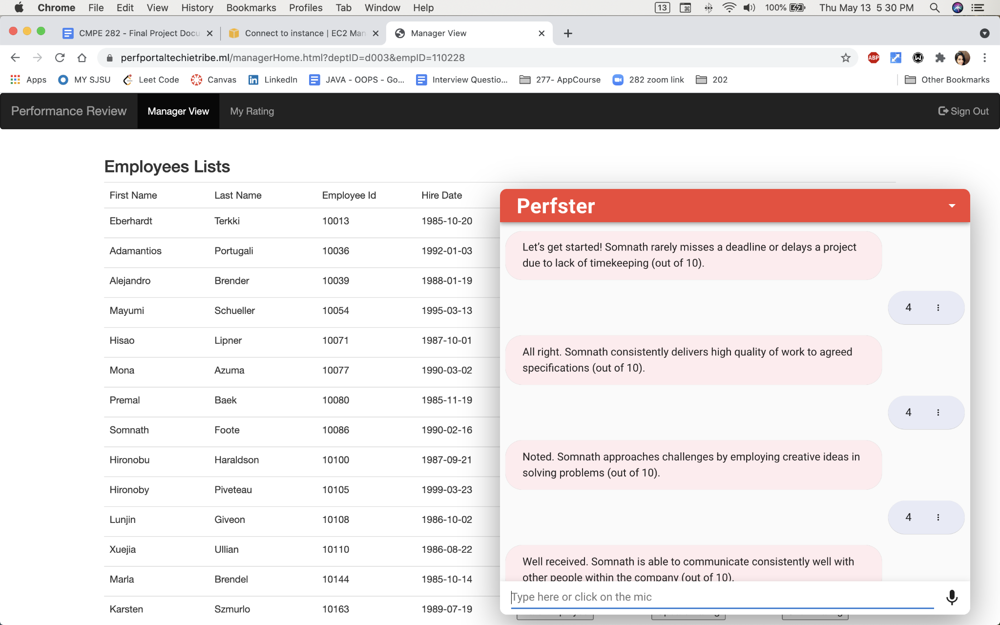 Chrome File Edit View History Bookmarks Profiles Tab Window Help 13 100% Thu May 13 5 30 PM
CMPE 282 - Final Project Docu Connect to instance | EC2 Man Manager View
perfportaltechietribe.ml/managerHome.html?deptID=d003&empID=110228 ABP
Apps MY SJSU Leet Code Canvas LinkedIn JAVA - OOPS - Go... Interview Questio... 277- AppCourse 282 zoom link 202 Other Bookmarks
Performance Review Manager View My Rating Sign Out
Employees Lists
First Name Last Name Employee Id Hire Date
Eberhardt Terkki 10013 1985-10-20
Adamantios Portugali 10036 1992-01-03
Alejandro Brender 10039 1988-01-19
Mayumi Schueller 10054 1995-03-13
Hisao Lipner 10071 1987-10-01
Mona Azuma 10077 1990-03-02
Premal Baek 10080 1985-11-19
Somnath Foote 10086 1990-02-16
Hironobu Haraldson 10100 1987-09-21
Hironoby Piveteau 10105 1999-03-23
Lunjin Giveon 10108 1986-10-02
Xuejia Ullian 10110 1986-08-22
Marla Brendel 10144 1985-10-14
Karsten Szmurlo 10163 1989-07-19
Perfster
Let’s get started! Somnath rarely misses a deadline or delays a project
due to lack of timekeeping (out of 10).
4
All right. Somnath consistently delivers high quality of work to agreed
specifications (out of 10).
4
Noted. Somnath approaches challenges by employing creative ideas in
solving problems (out of 10).
4
Well received. Somnath is able to communicate consistently well with
other people within the company (out of 10).
Type here or click on the mic